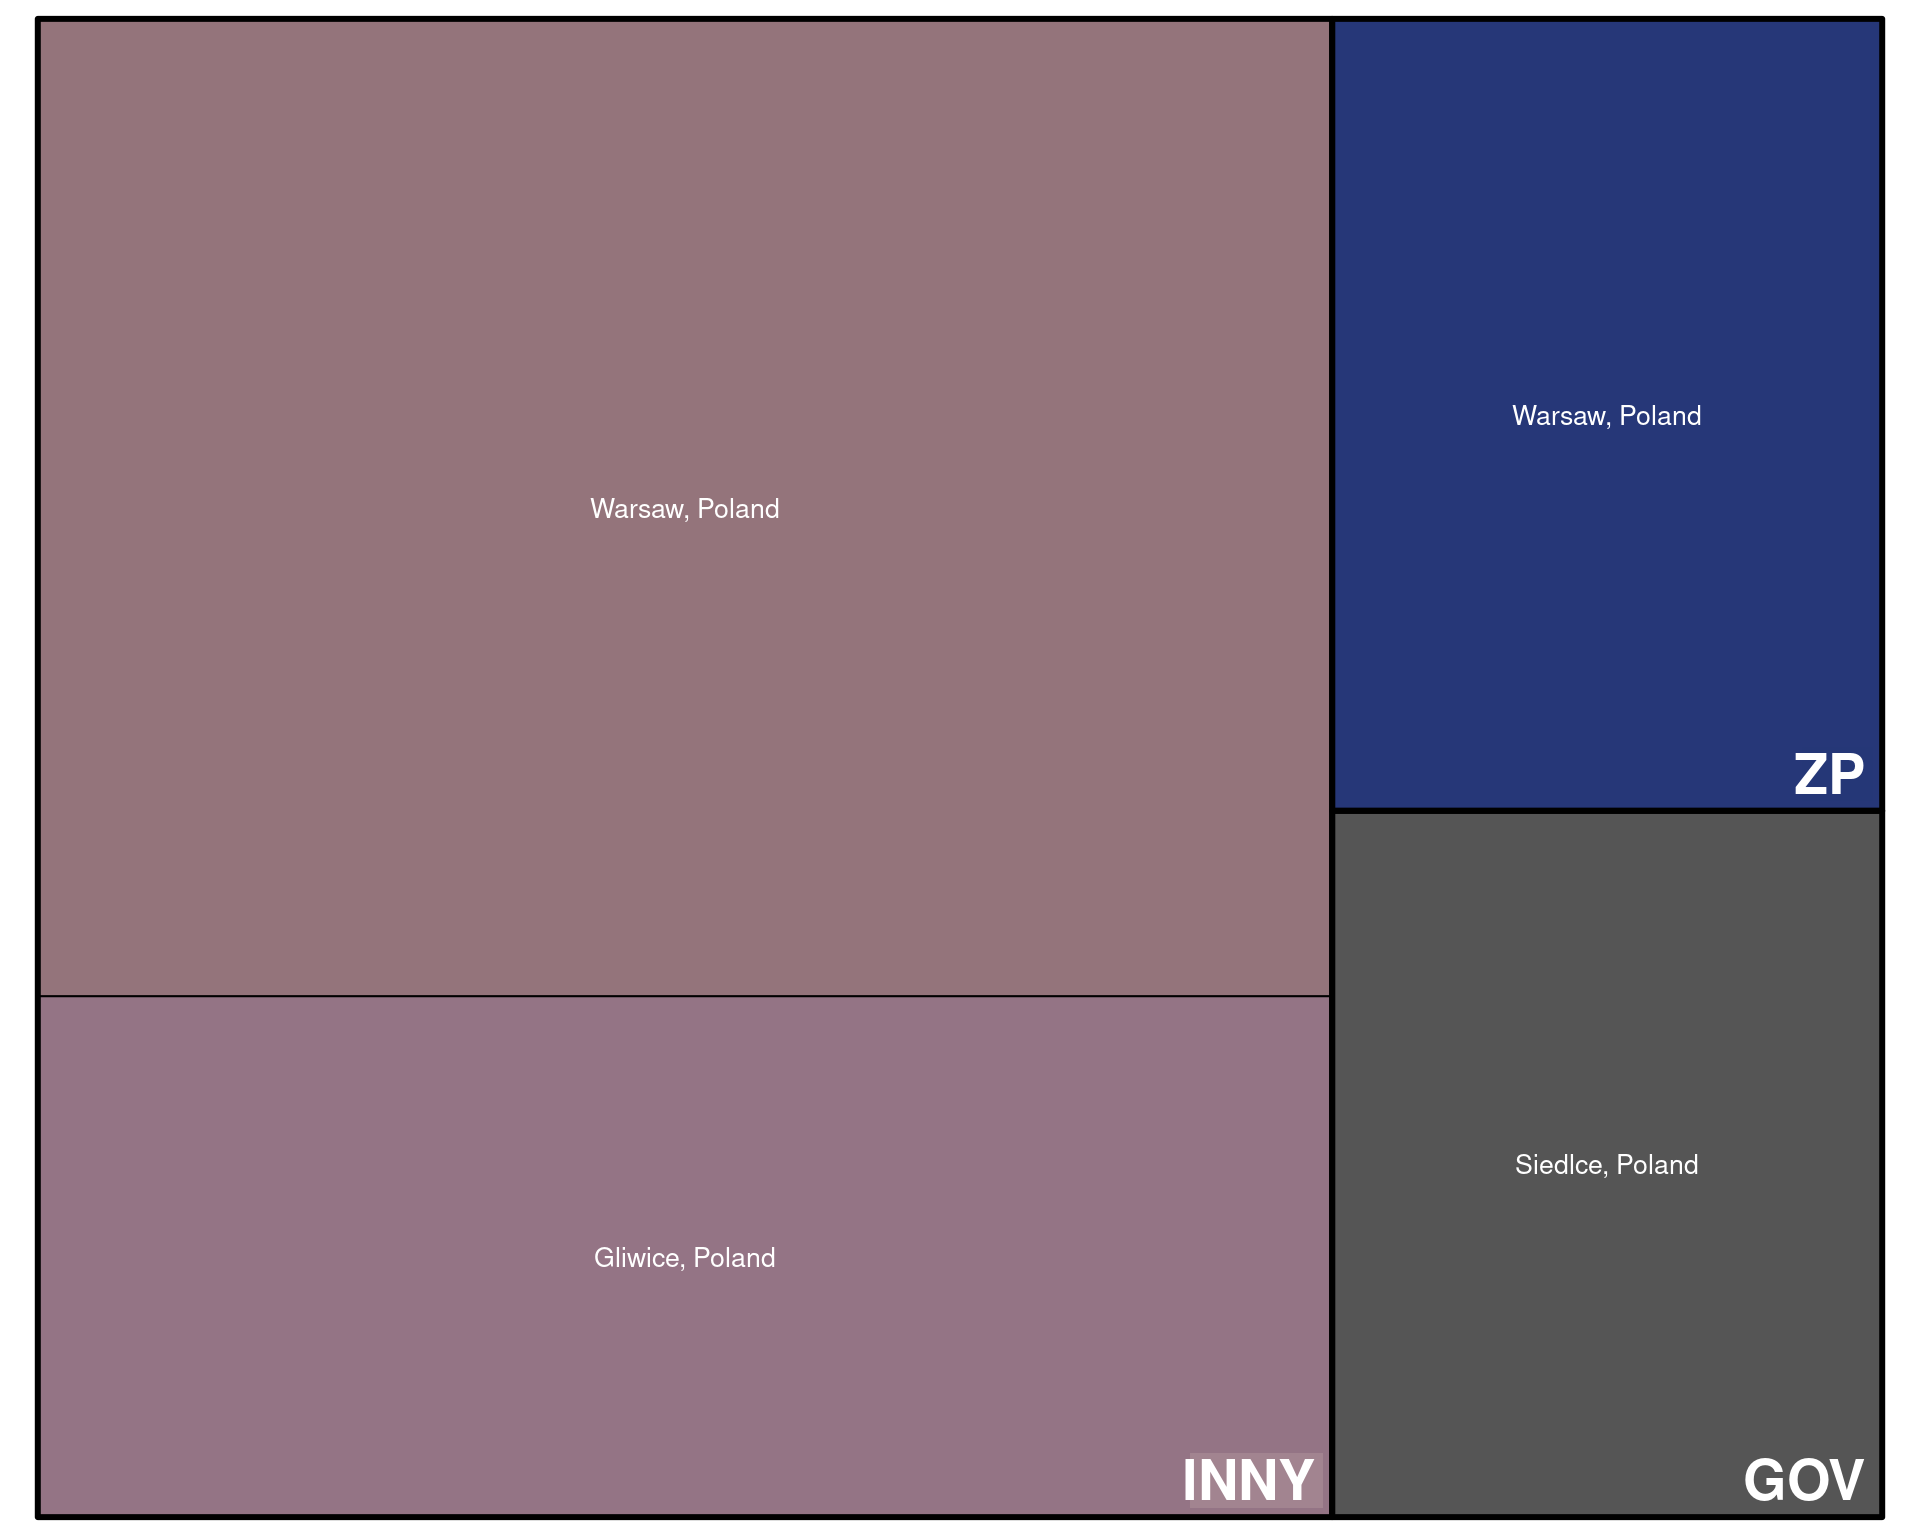 Warsaw, Poland
Gliwice, Poland
INNY
Warsaw, Poland
ZP
Siedlce, Poland
GOV